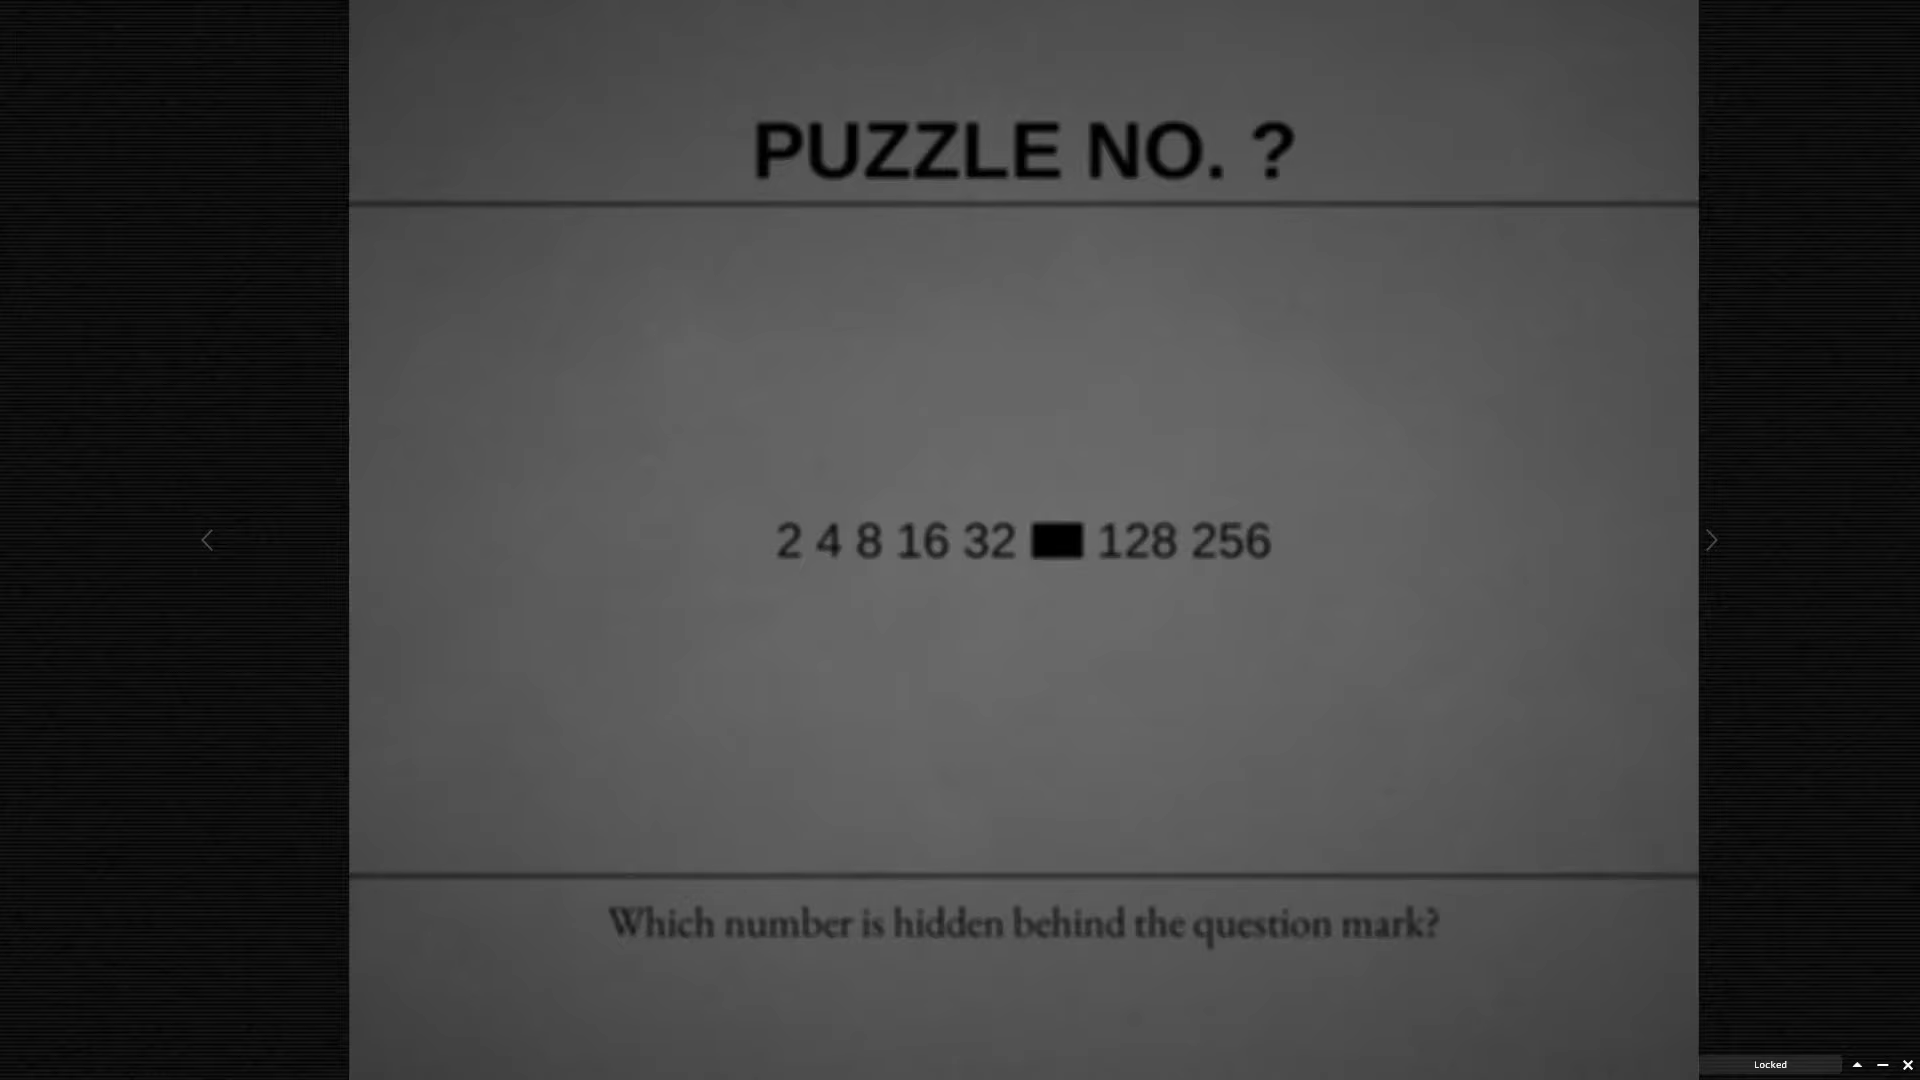 PUZZLE NO. ?
2 4 8 16 32 128 256
Which number is hidden behind the question mark?
Locked